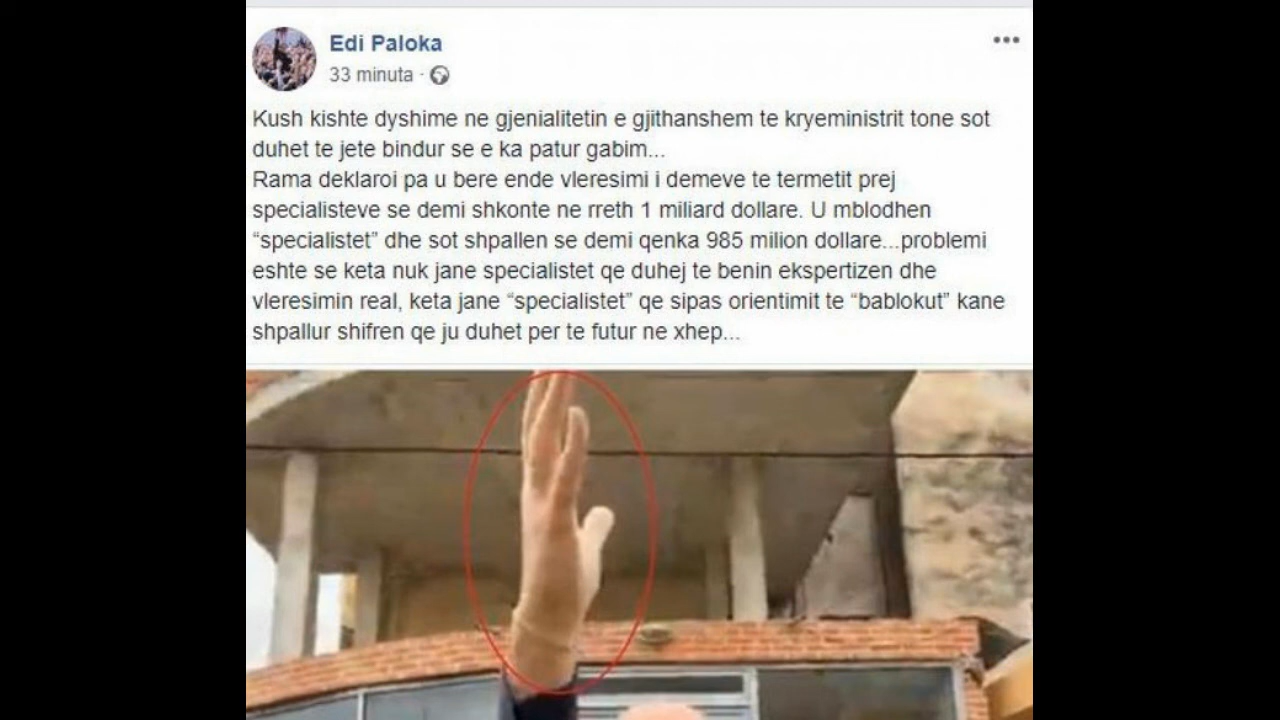 Edi Paloka
33 minuta ·
Kush kishte dyshime ne gjenialitetin e gjithanshem te kryeministrit tone sot
duhet te jete bindur se e ka patur gabim...
Rama deklaroi pa u bere ende vleresimi i demeve te termetit prej
specialisteve se demi shkonte ne rreth 1 miliard dollare. U mblodhen
“specialistet” dhe sot shpallen se demi qenka 985 milion dollare...problemi
eshte se keta nuk jane specialistet qe duhej te benin ekspertizen dhe
vleresimin real, keta jane “specialistet” qe sipas orientimit te “bablokut” kane
shpallur shifren qe ju duhet per te futur ne xhep...